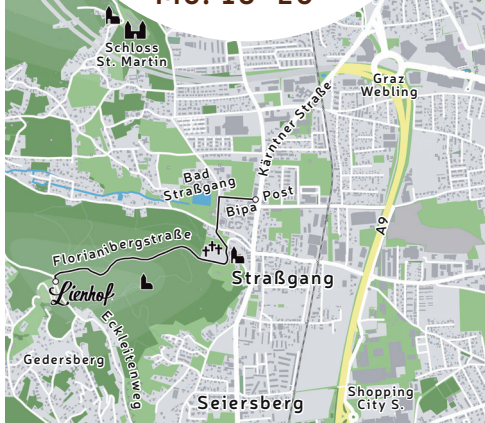 Schloss
St. Martin
Graz
Webling
Kärntner Straße
Bad
Straßgang
Post
Bipa
A9
Florianibergstraße
Straßgang
Lienhof
Eckleitenweg
Gedersberg
Seiersberg
Shopping
City S.